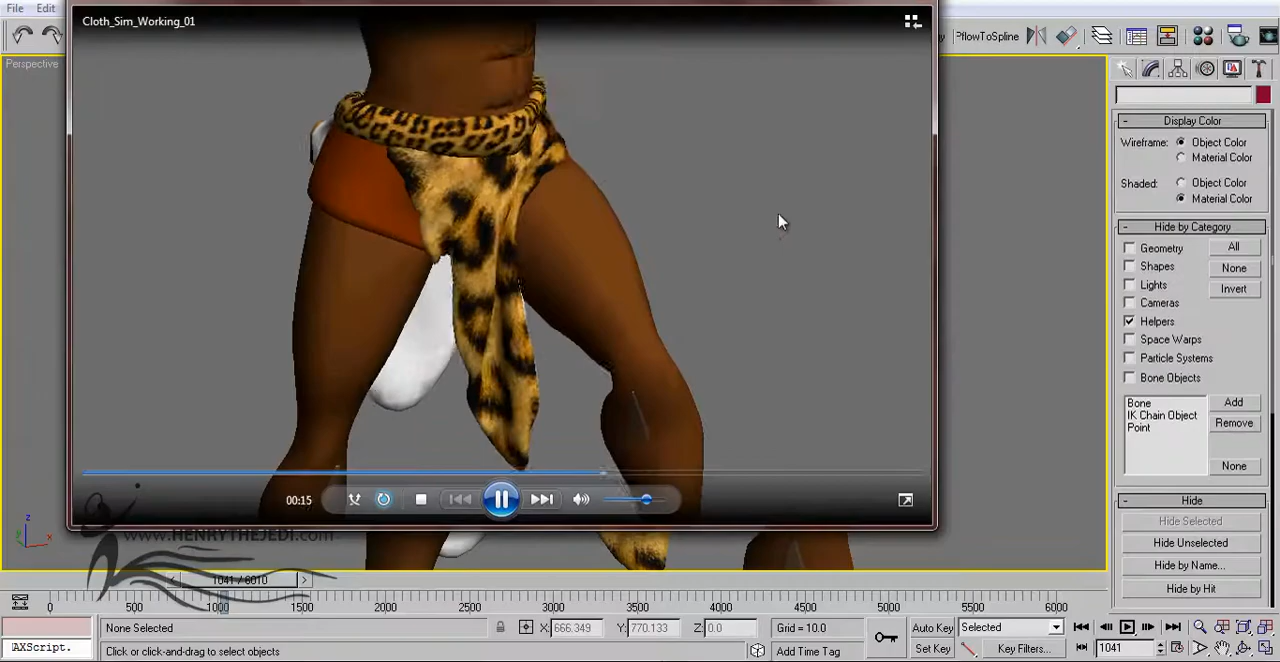 File Edit
Cloth_Sim_Working_01
PflowToSpline
Perspective
Display Color
Wireframe: Object Color
Material Color
Shaded: Object Color
Material Color
Hide by Category
Geometry All
Shapes None
Lights Invert
Cameras
Helpers
Space Warps
Particle Systems
Bone Objects
Bone Add
IK Chain Object Remove
Point
None
00:15
Hide
Hide Selected
Hide Unselected
Hide by Name...
Hide by Hit
www.HENRYTHEJEDI.com
z
y x
< 1041 / 6010 >
0 500 1000 1500 2000 2500 3000 3500 4000 4500 5000 5500 6000
None Selected X: 666.349 Y: 770.133 Z: 0.0 Grid = 10.0 Auto Key Selected
AXScript. Click or click-and-drag to select objects Add Time Tag Set Key Key Filters... 1041